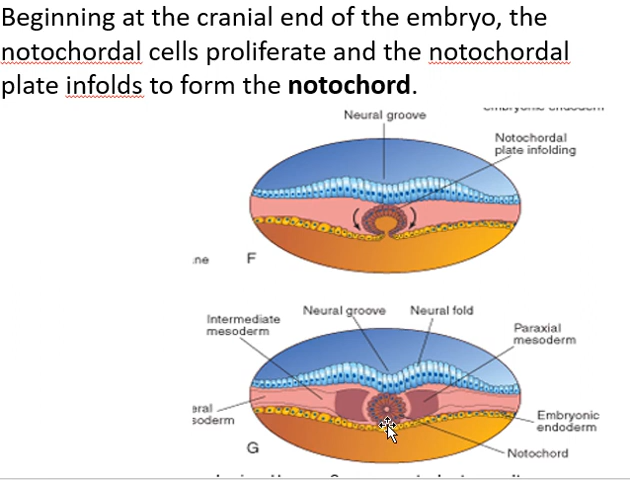 Beginning at the cranial end of the embryo, the
notochordal cells proliferate and the notochordal
plate infolds to form the notochord.
Neural groove
Notochordal
plate infolding
F
Intermediate
mesoderm
Neural groove
Neural fold
Paraxial
mesoderm
Embryonic
endoderm
G
Notochord